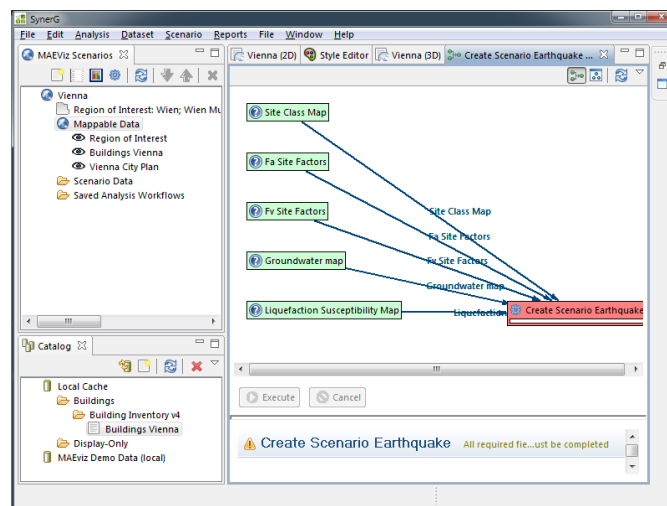 SynerG
File Edit Analysis Dataset Scenario Reports File Window Help
MAEViz Scenarios
Vienna
Region of Interest: Wien; Wien Mu
Mappable Data
Region of Interest
Buildings Vienna
Vienna City Plan
Scenario Data
Saved Analysis Workflows
Catalog
Local Cache
Buildings
Building Inventory v4
Buildings Vienna
Display-Only
MAEviz Demo Data (local)
Vienna (2D) Style Editor Vienna (3D) Create Scenario Earthquake ...
Site Class Map
Fa Site Factors
Fv Site Factors
Groundwater map
Liquefaction Susceptibility Map
Site Class Map
Fa Site Factors
Fv Site Factors
Groundwater map
Liquefaction
Create Scenario Earthquake
Execute Cancel
Create Scenario Earthquake All required fie...ust be completed